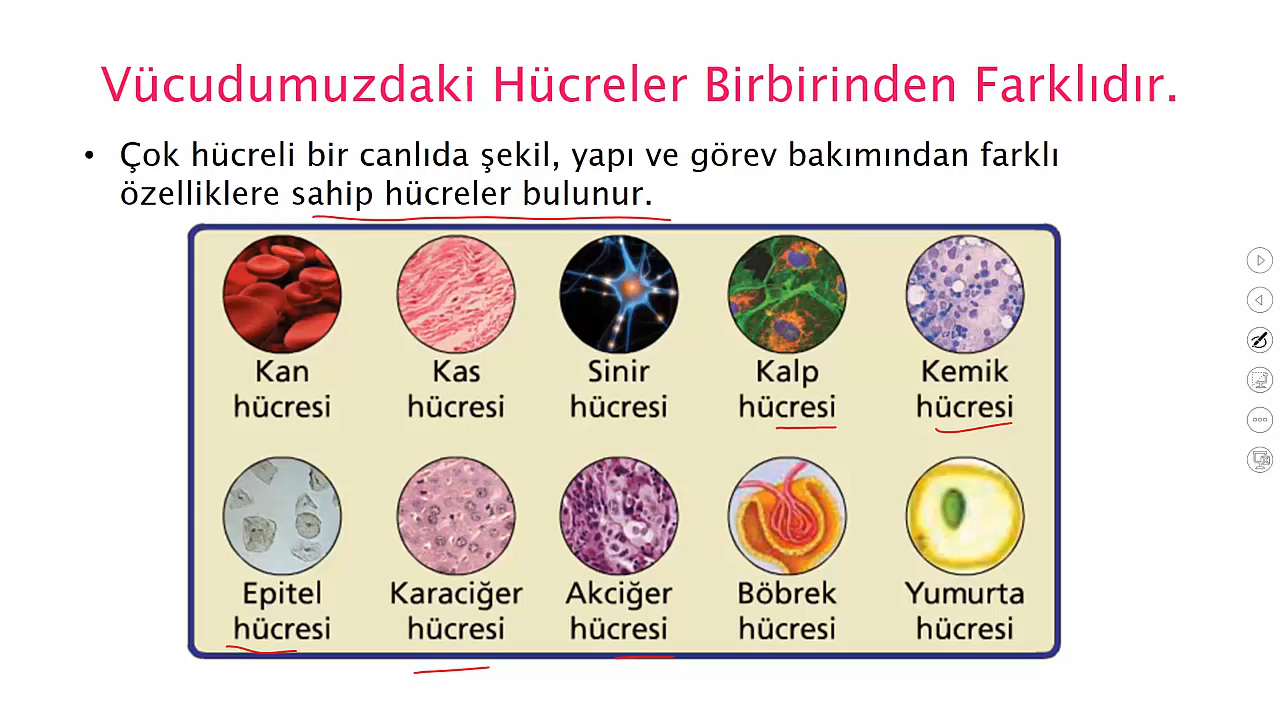 Vücudumuzdaki Hücreler Birbirinden Farklıdır.
• Çok hücreli bir canlıda şekil, yapı ve görev bakımından farklı
özelliklere sahip hücreler bulunur.
Kan hücresi
Kas hücresi
Sinir hücresi
Kalp hücresi
Kemik hücresi
Epitel hücresi
Karaciğer hücresi
Akciğer hücresi
Böbrek hücresi
Yumurta hücresi